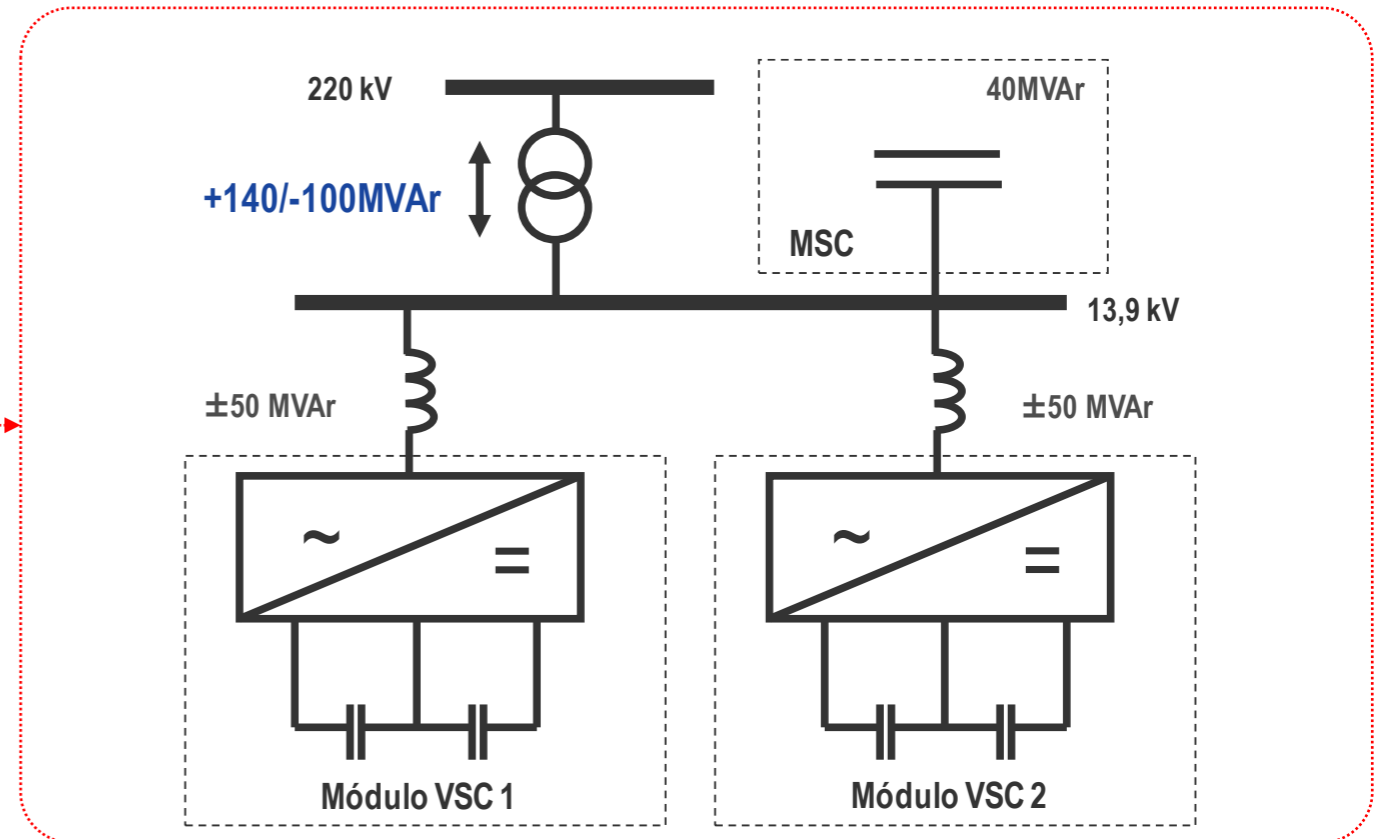 220 kV
40MVAr
+140/-100MVAr
MSC
13,9 kV
±50 MVAr
±50 MVAr
~
=
~
=
Módulo VSC 1
Módulo VSC 2